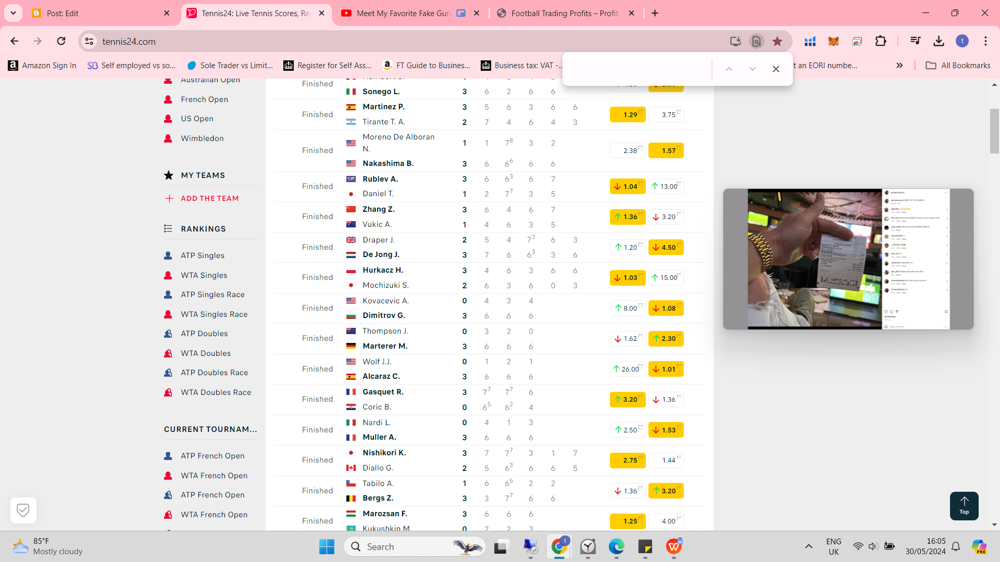 Post: Edit
Tennis24: Live Tennis Scores, Re
Meet My Favorite Fake Guru
Football Trading Profits – Profit
tennis24.com
t
Amazon Sign In
Self employed vs so...
Sole Trader vs Limit...
Register for Self Ass...
FT Guide to Busines...
Business tax: VAT -...
t an EORI numbe...
All Bookmarks
Australian Open
French Open
US Open
Wimbledon
MY TEAMS
ADD THE TEAM
RANKINGS
ATP Singles
WTA Singles
ATP Singles Race
WTA Singles Race
ATP Doubles
WTA Doubles
ATP Doubles Race
WTA Doubles Race
CURRENT TOURNAM...
ATP French Open
WTA French Open
ATP French Open
WTA French Open
Finished
Sonego L. 3 6 2 6 6
Finished
Martinez P. 3 5 6 3 6 6
Tirante T. A. 2 7 4 6 4 3
1.29 3.75
Finished
Moreno De Alboran
N.
1 1 7 8 3 2
Nakashima B. 3 6 6 6 6 6
2.38 1.57
Finished
Rublev A. 3 6 6 3 6 7
Daniel T. 1 2 7 7 3 5
1.04 13.00
Finished
Zhang Z. 3 6 4 6 7
Vukic A. 1 4 6 3 5
1.36 3.20
Finished
Draper J. 2 5 4 7 7 6 3
De Jong J. 3 7 6 6 3 3 6
1.20 4.50
Finished
Hurkacz H. 3 4 6 3 6 6
Mochizuki S. 2 6 3 6 0 3
1.03 15.00
Finished
Kovacevic A. 0 4 3 4
Dimitrov G. 3 6 6 6
8.00 1.08
Finished
Thompson J. 0 3 2 0
Marterer M. 3 6 6 6
1.62 2.30
Finished
Wolf J.J. 0 1 2 1
Alcaraz C. 3 6 6 6
26.00 1.01
Finished
Gasquet R. 3 7 7 7 7 6
Coric B. 0 6 5 6 2 4
3.20 1.36
Finished
Nardi L. 0 4 1 3
Muller A. 3 6 6 6
2.50 1.53
Finished
Nishikori K. 3 7 7 7 3 1 7
Diallo G. 2 5 6 3 6 6 5
2.75 1.44
Finished
Tabilo A. 1 6 6 5 2 2
Bergs Z. 3 3 7 7 6 6
1.36 3.20
Finished
Marozsan F. 3 6 6 6
Kukushkin M. 0 2 2 3
1.25 4.00
Top
85°F
Mostly cloudy
Search
t
PRE
ENG
UK
16:05
30/05/2024